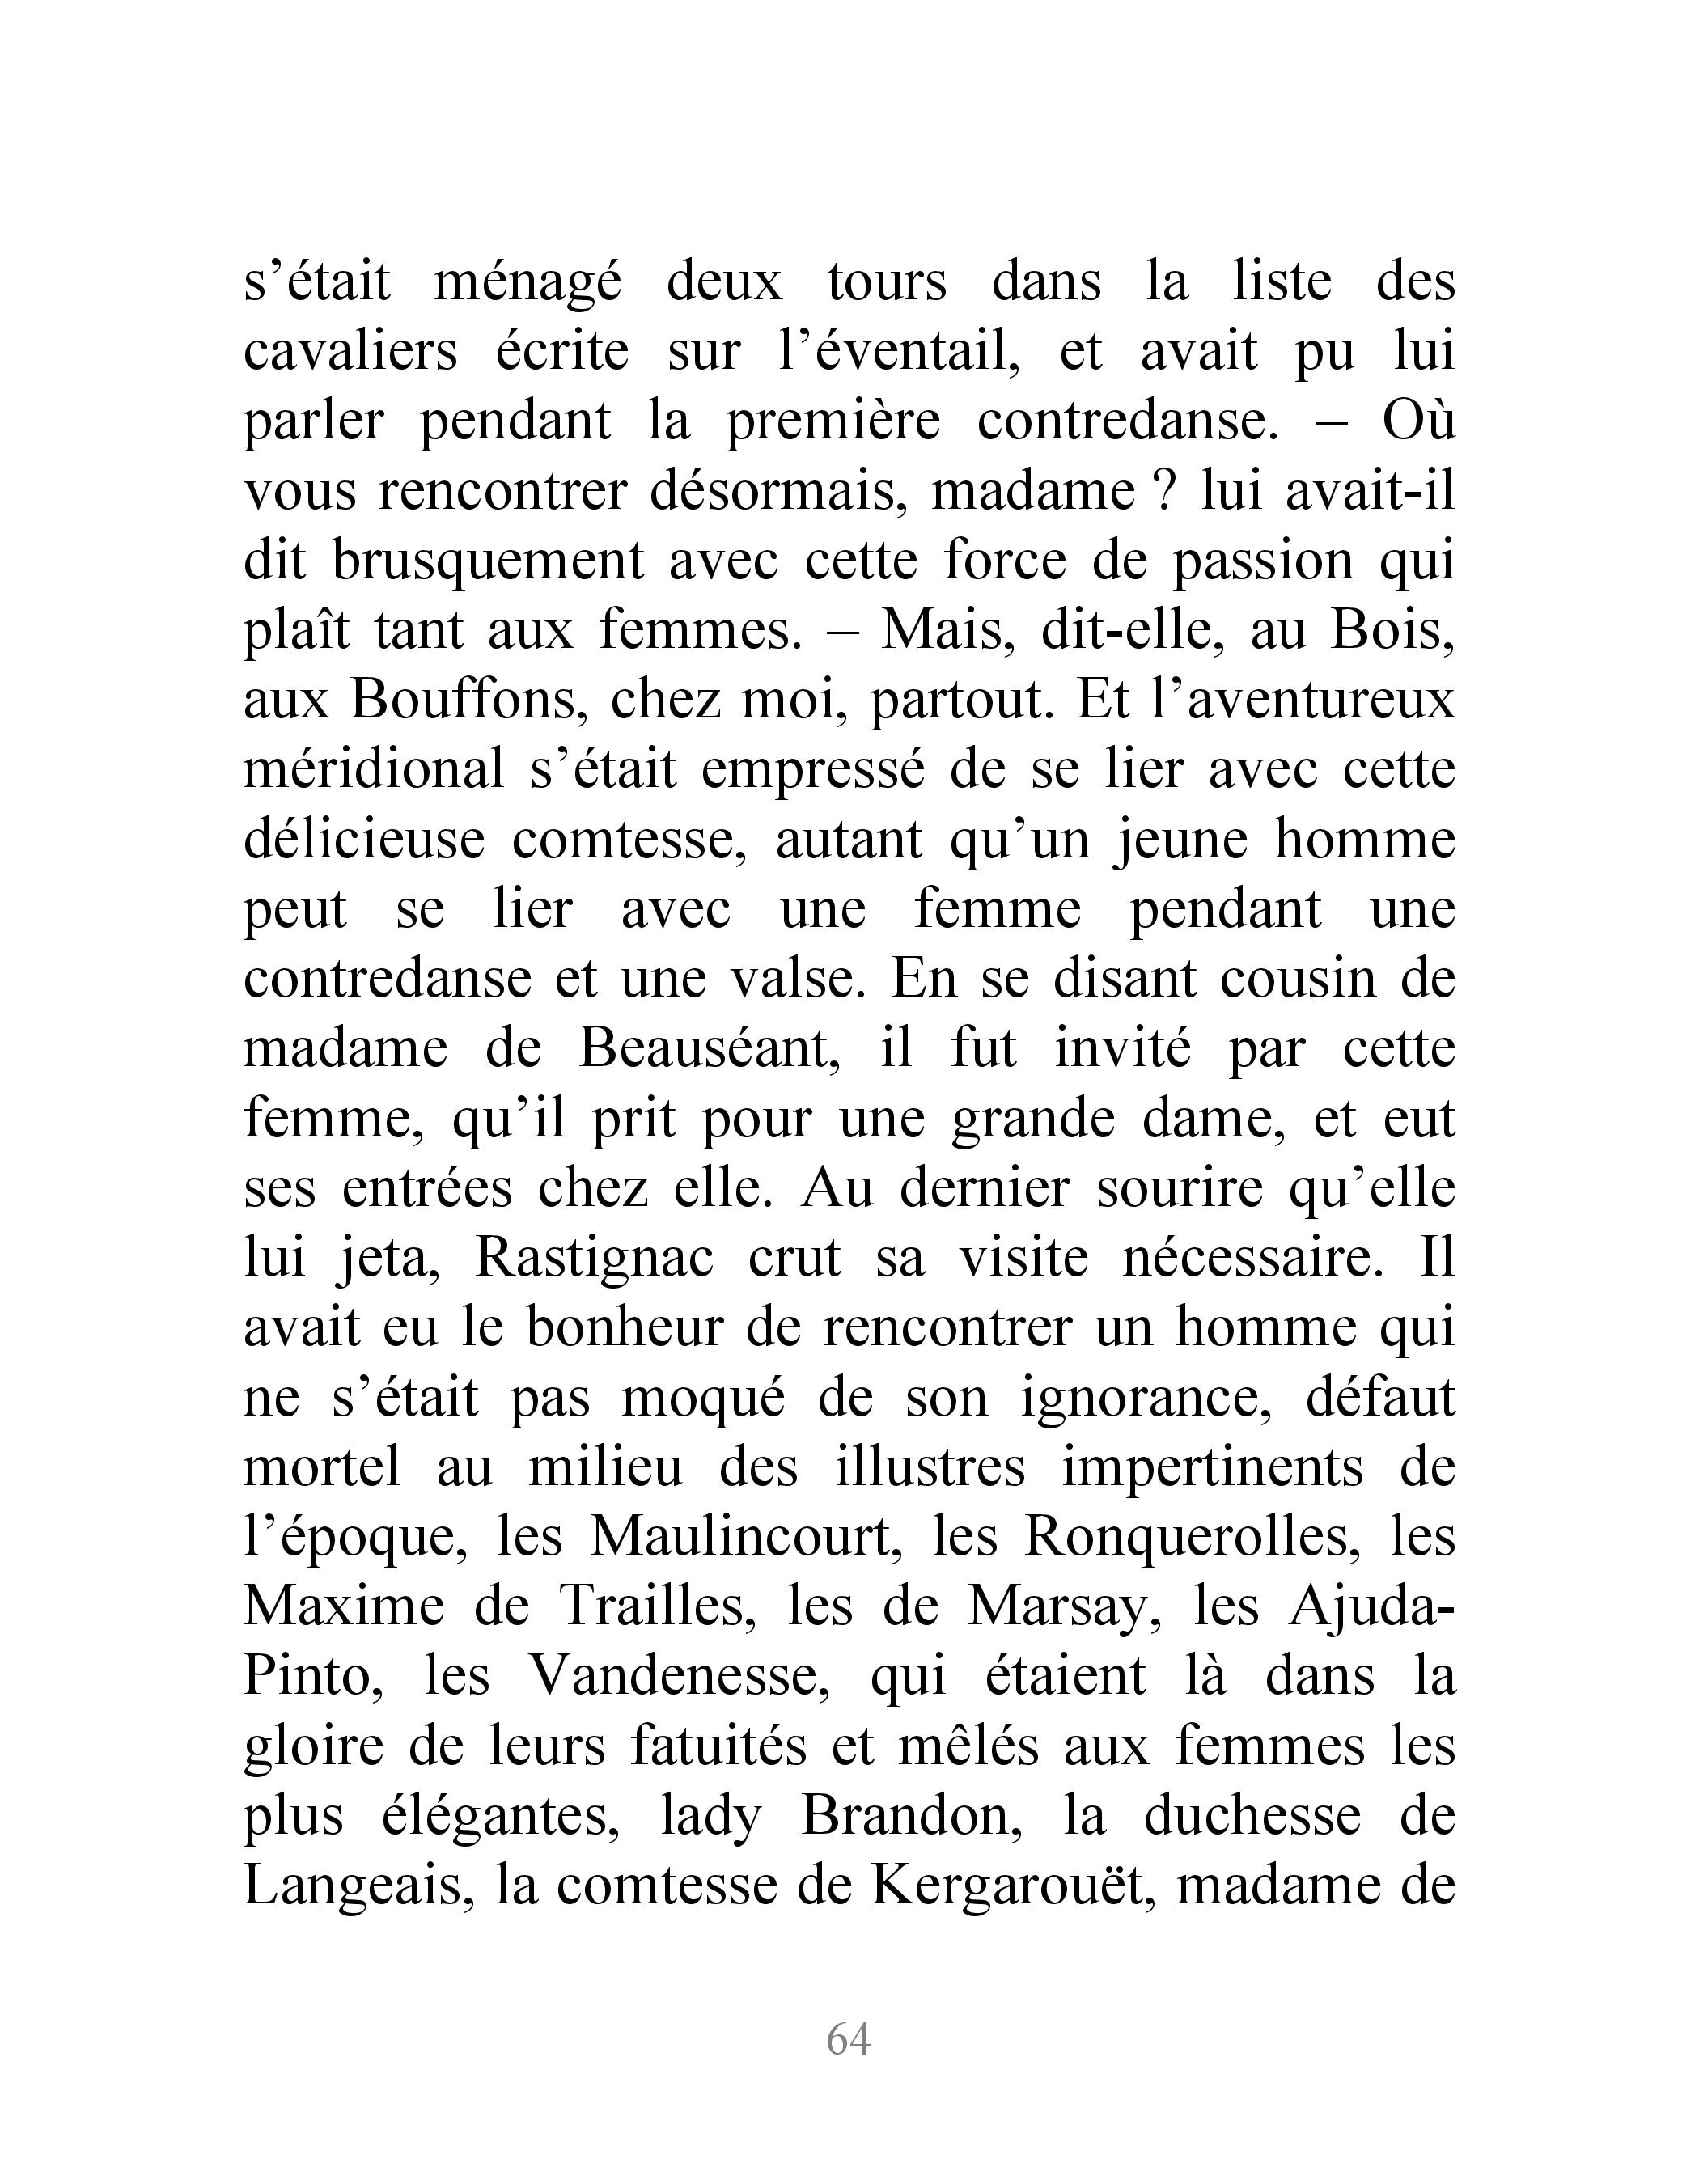 s’était ménagé deux tours dans la liste des
cavaliers écrite sur l’éventail, et avait pu lui
parler pendant la première contredanse. – Où
vous rencontrer désormais, madame ? lui avait-il
dit brusquement avec cette force de passion qui
plaît tant aux femmes. – Mais, dit-elle, au Bois,
aux Bouffons, chez moi, partout. Et l’aventureux
méridional s’était empressé de se lier avec cette
délicieuse comtesse, autant qu’un jeune homme
peut se lier avec une femme pendant une
contredanse et une valse. En se disant cousin de
madame de Beauséant, il fut invité par cette
femme, qu’il prit pour une grande dame, et eut
ses entrées chez elle. Au dernier sourire qu’elle
lui jeta, Rastignac crut sa visite nécessaire. Il
avait eu le bonheur de rencontrer un homme qui
ne s’était pas moqué de son ignorance, défaut
mortel au milieu des illustres impertinents de
l’époque, les Maulincourt, les Ronquerolles, les
Maxime de Trailles, les de Marsay, les Ajuda-
Pinto, les Vandenesse, qui étaient là dans la
gloire de leurs fatuités et mêlés aux femmes les
plus élégantes, lady Brandon, la duchesse de
Langeais, la comtesse de Kergarouët, madame de
64